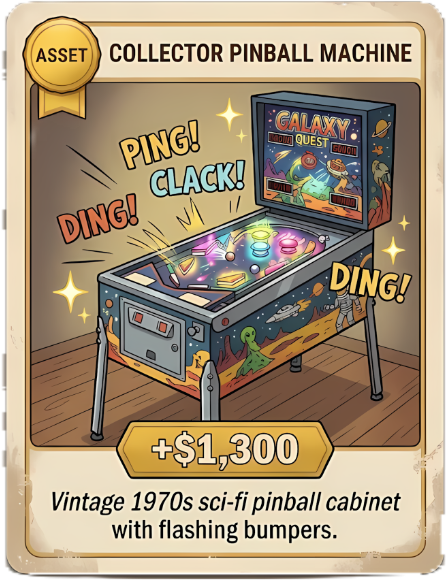 ASSET
COLLECTOR PINBALL MACHINE
PING!
CLACK!
DING!
GALAXY
QUEST
DING!
+$1,300
Vintage 1970s sci-fi pinball cabinet
with flashing bumpers.